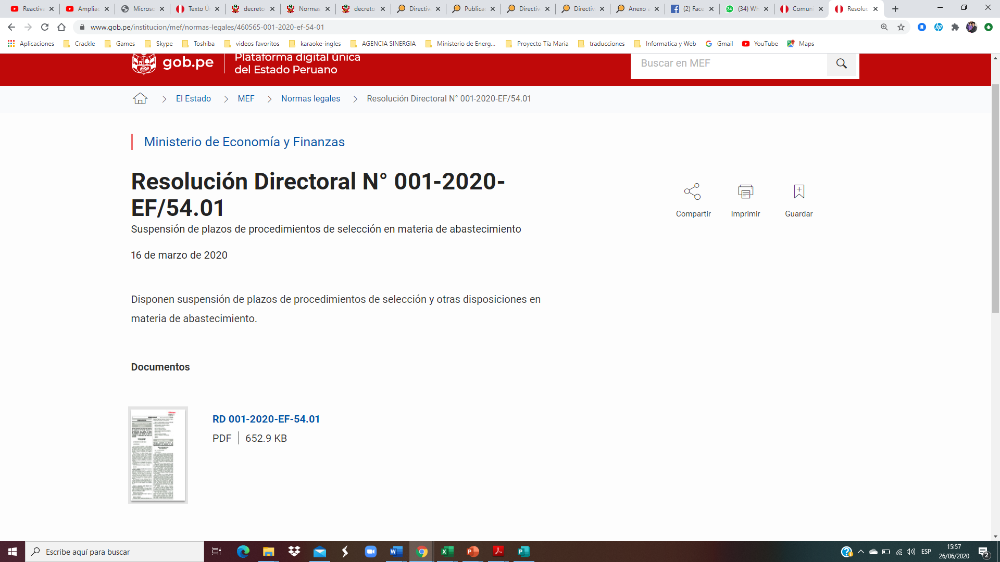 Reactiva
Ampliac
Microso
Texto Ú
decreto
Normas
decreto
Directiv
Publica
Directiv
Directiv
Anexo
(2) Face
(34) Wh
Comuni
Resoluc
www.gob.pe/institucion/mef/normas-legales/460565-001-2020-ef-54-01
Aplicaciones
Crackle
Games
Skype
Toshiba
videos favoritos
karaoke-ingles
AGENCIA SINERGIA
Ministerio de Energ...
Proyecto Tía Maria
traducciones
Informatica y Web
Gmail
YouTube
Maps
gob.pe
Plataforma digital única
del Estado Peruano
Buscar en MEF
El Estado
MEF
Normas legales
Resolución Directoral N° 001-2020-EF/54.01
Ministerio de Economía y Finanzas
Resolución Directoral N° 001-2020-
EF/54.01
Compartir
Imprimir
Guardar
Suspensión de plazos de procedimientos de selección en materia de abastecimiento
16 de marzo de 2020
Disponen suspensión de plazos de procedimientos de selección y otras disposiciones en
materia de abastecimiento.
Documentos
RD 001-2020-EF-54.01
PDF
652.9 KB
Escribe aquí para buscar
ESP
15:57
26/06/2020
2